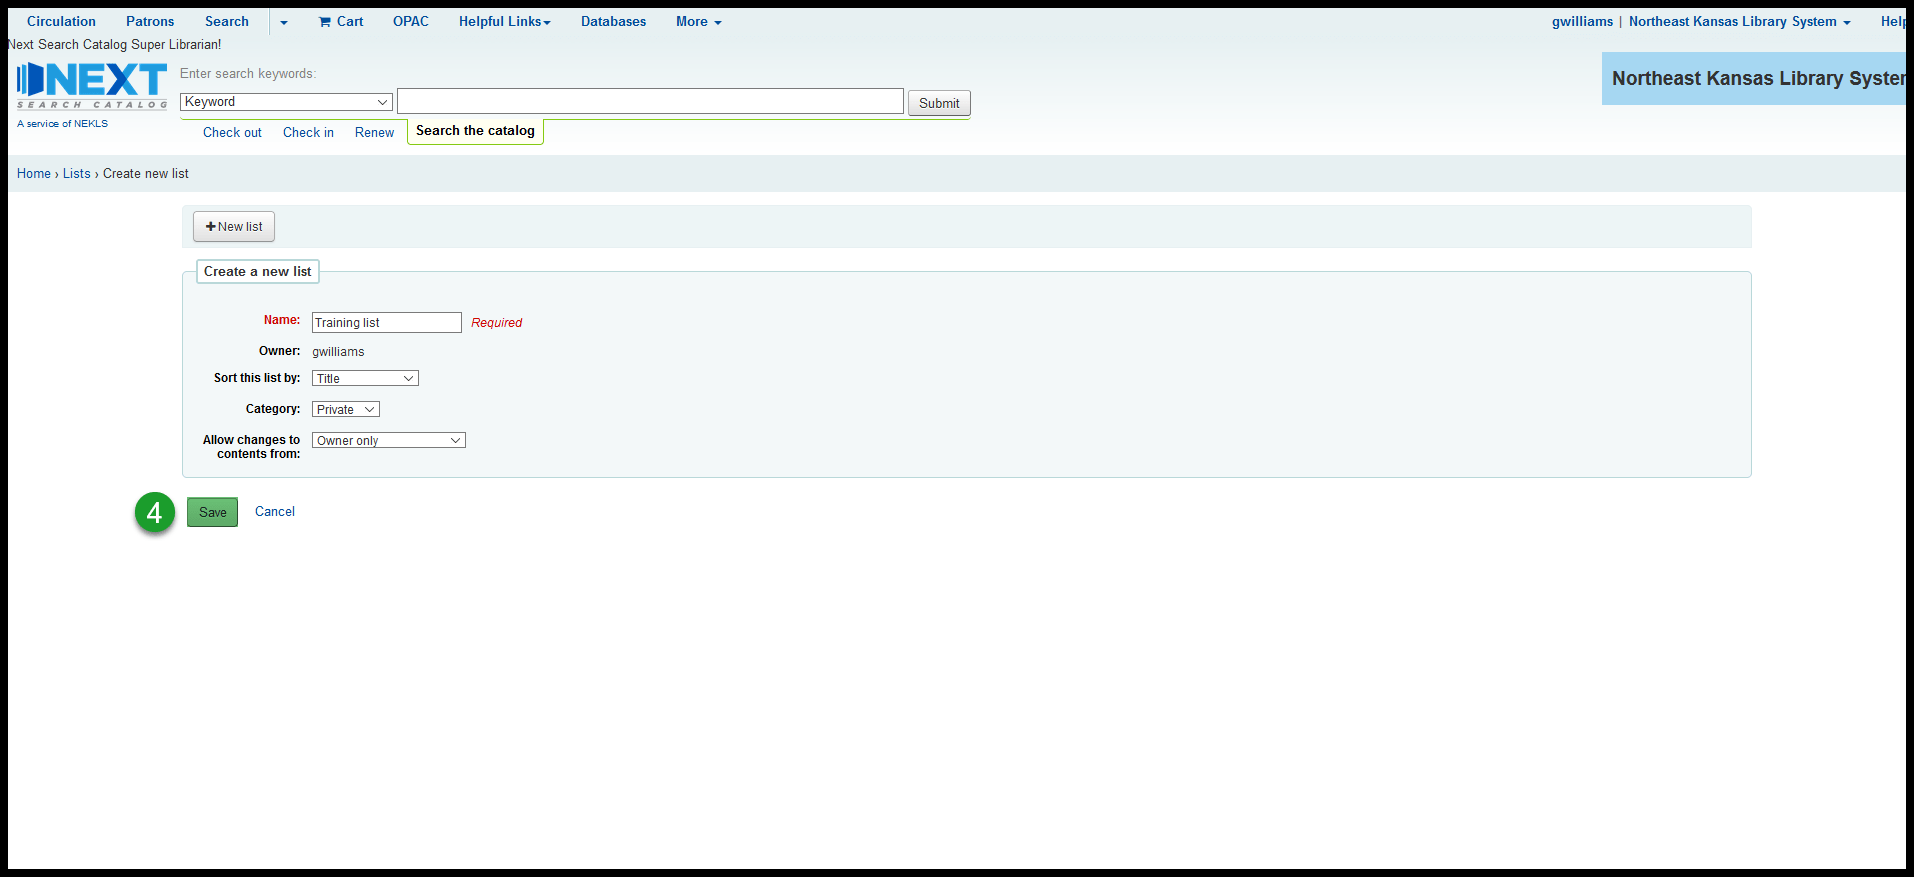 Circulation Patrons Search Cart OPAC Helpful Links Databases More gwilliams | Northeast Kansas Library System Help
Next Search Catalog Super Librarian!
NEXT
SEARCH CATALOG
A service of NEKLS
Enter search keywords:
Keyword Submit
Check out Check in Renew Search the catalog
Northeast Kansas Library System
Home › Lists › Create new list
+ New list
Create a new list
Name: Training list Required
Owner: gwilliams
Sort this list by: Title
Category: Private
Allow changes to
contents from: Owner only
4 Save Cancel